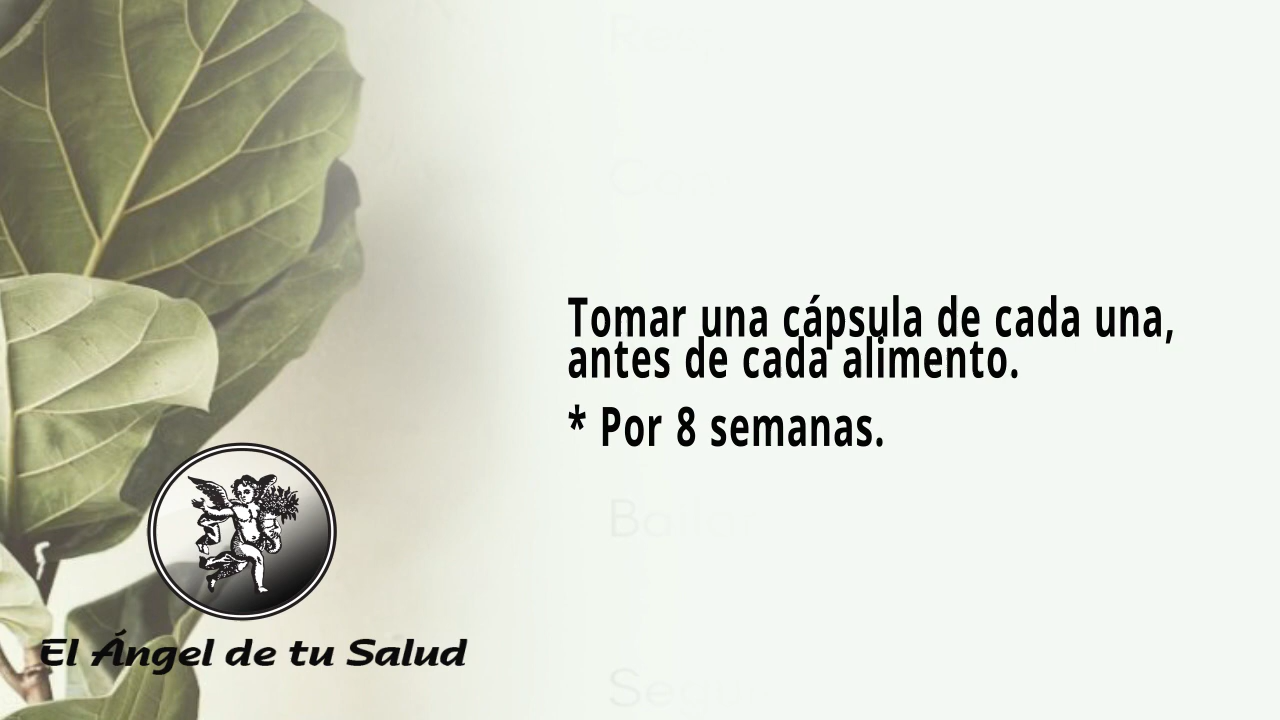 Tomar una cápsula de cada una,
antes de cada alimento.
* Por 8 semanas.
El Ángel de tu Salud